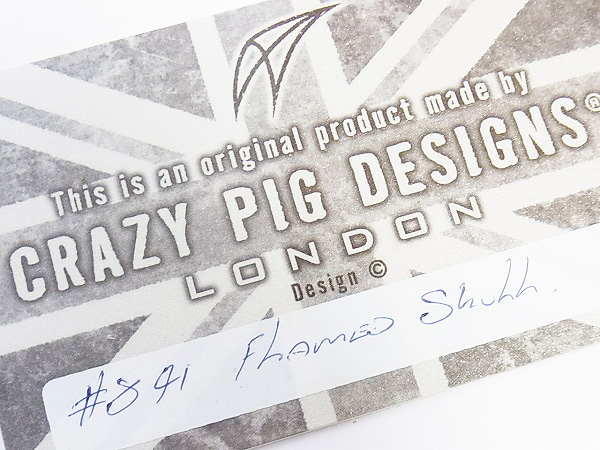 This is an original product made by
CRAZY PIG DESIGNS®
LONDON
Design ©
#841 Flamed Skull.